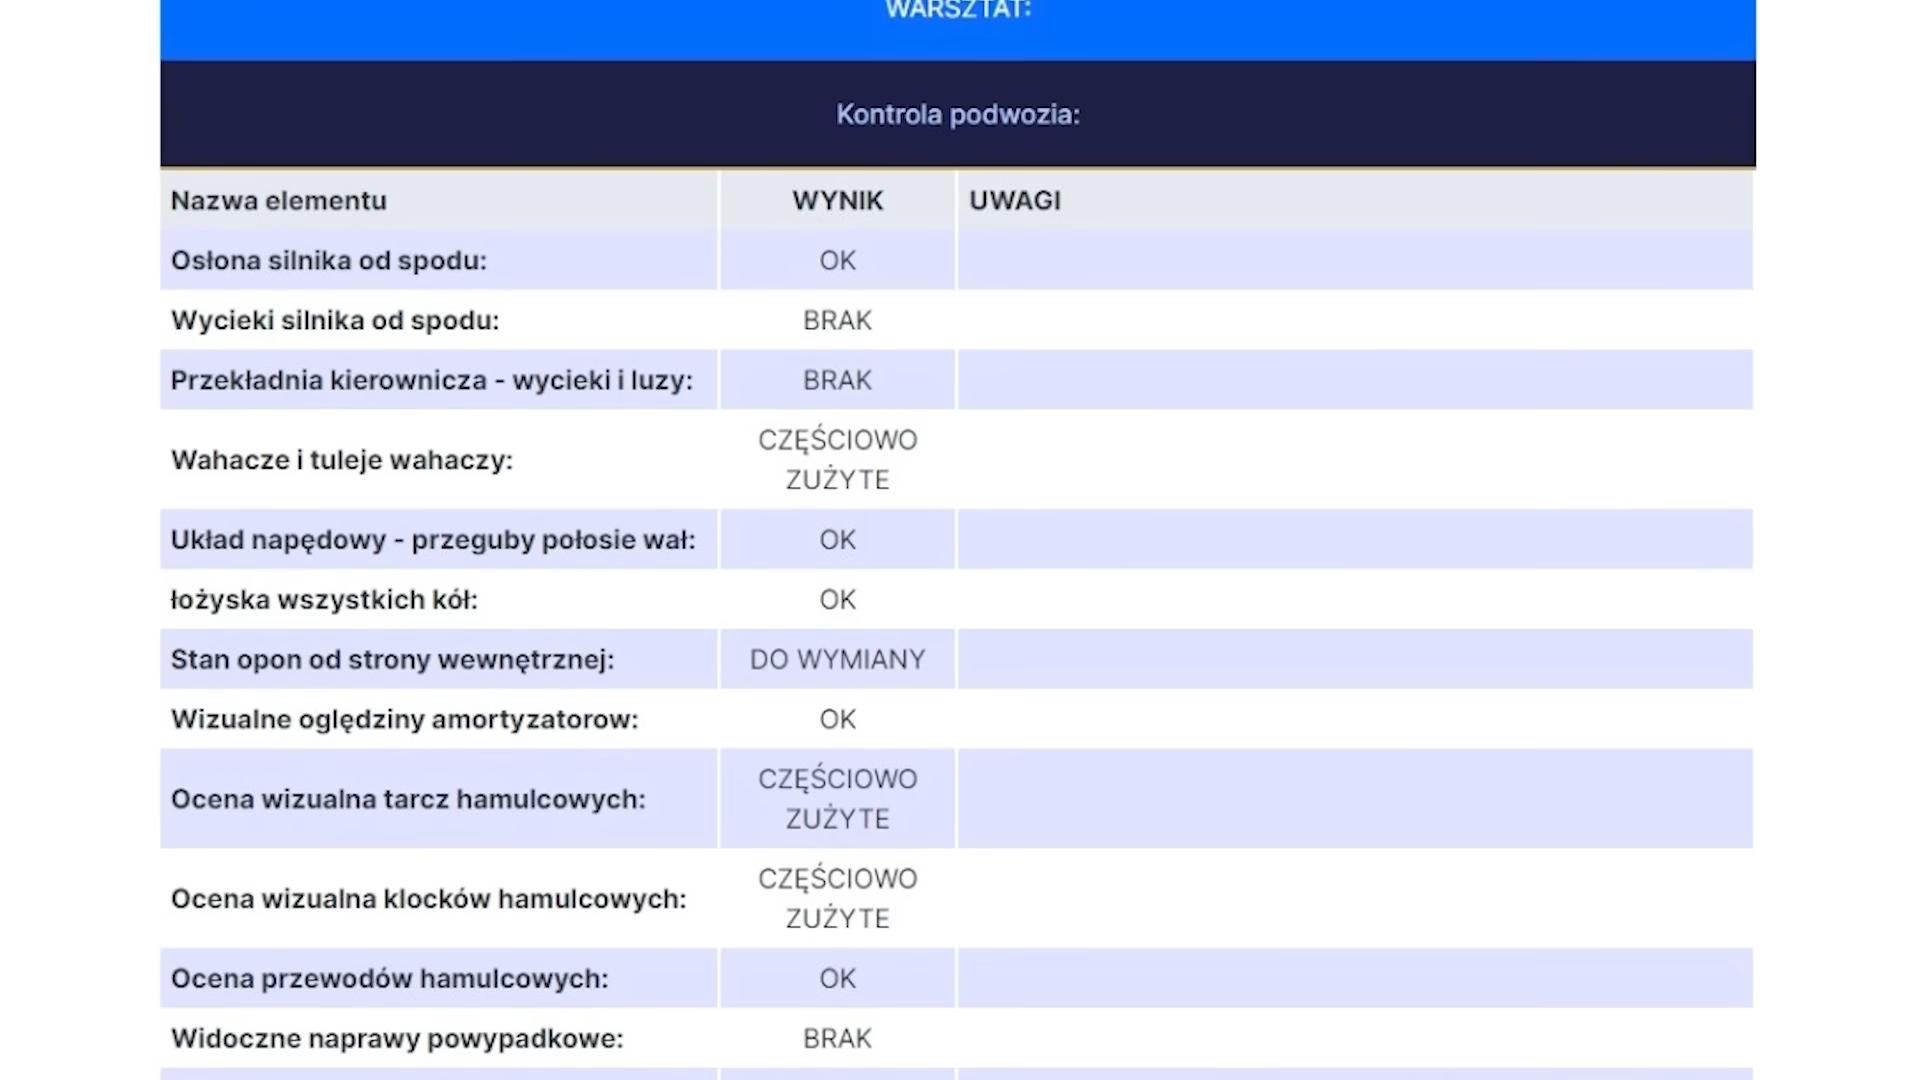 WARSZTAT:
Kontrola podwozia:
Nazwa elementu WYNIK UWAGI
Osłona silnika od spodu: OK
Wycieki silnika od spodu: BRAK
Przekładnia kierownicza - wycieki i luzy: BRAK
Wahacze i tuleje wahaczy: CZĘŚCIOWO
ZUŻYTE
Układ napędowy - przeguby połosie wał: OK
łożyska wszystkich kół: OK
Stan opon od strony wewnętrznej: DO WYMIANY
Wizualne oględziny amortyzatorow: OK
Ocena wizualna tarcz hamulcowych: CZĘŚCIOWO
ZUŻYTE
Ocena wizualna klocków hamulcowych: CZĘŚCIOWO
ZUŻYTE
Ocena przewodów hamulcowych: OK
Widoczne naprawy powypadkowe: BRAK